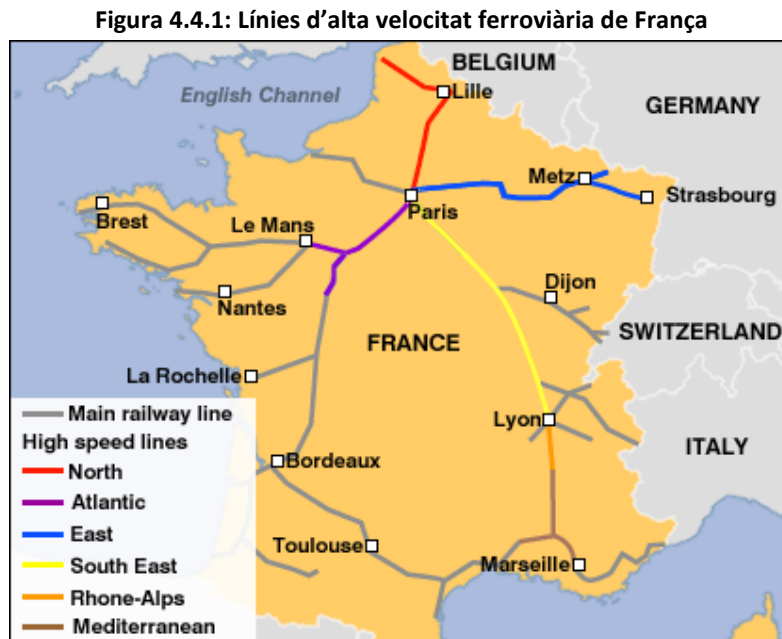 Figura 4.4.1: Línies d'alta velocitat ferroviària de França
BELGIUM
English Channel
Lille
GERMANY
Metz
Strasbourg
Paris
Brest
Le Mans
Dijon
Nantes
SWITZERLAND
FRANCE
La Rochelle
Main railway line
Lyon
ITALY
High speed lines
North
Bordeaux
Atlantic
East
Toulouse
South East
Marseille
Rhone-Alps
Mediterranean